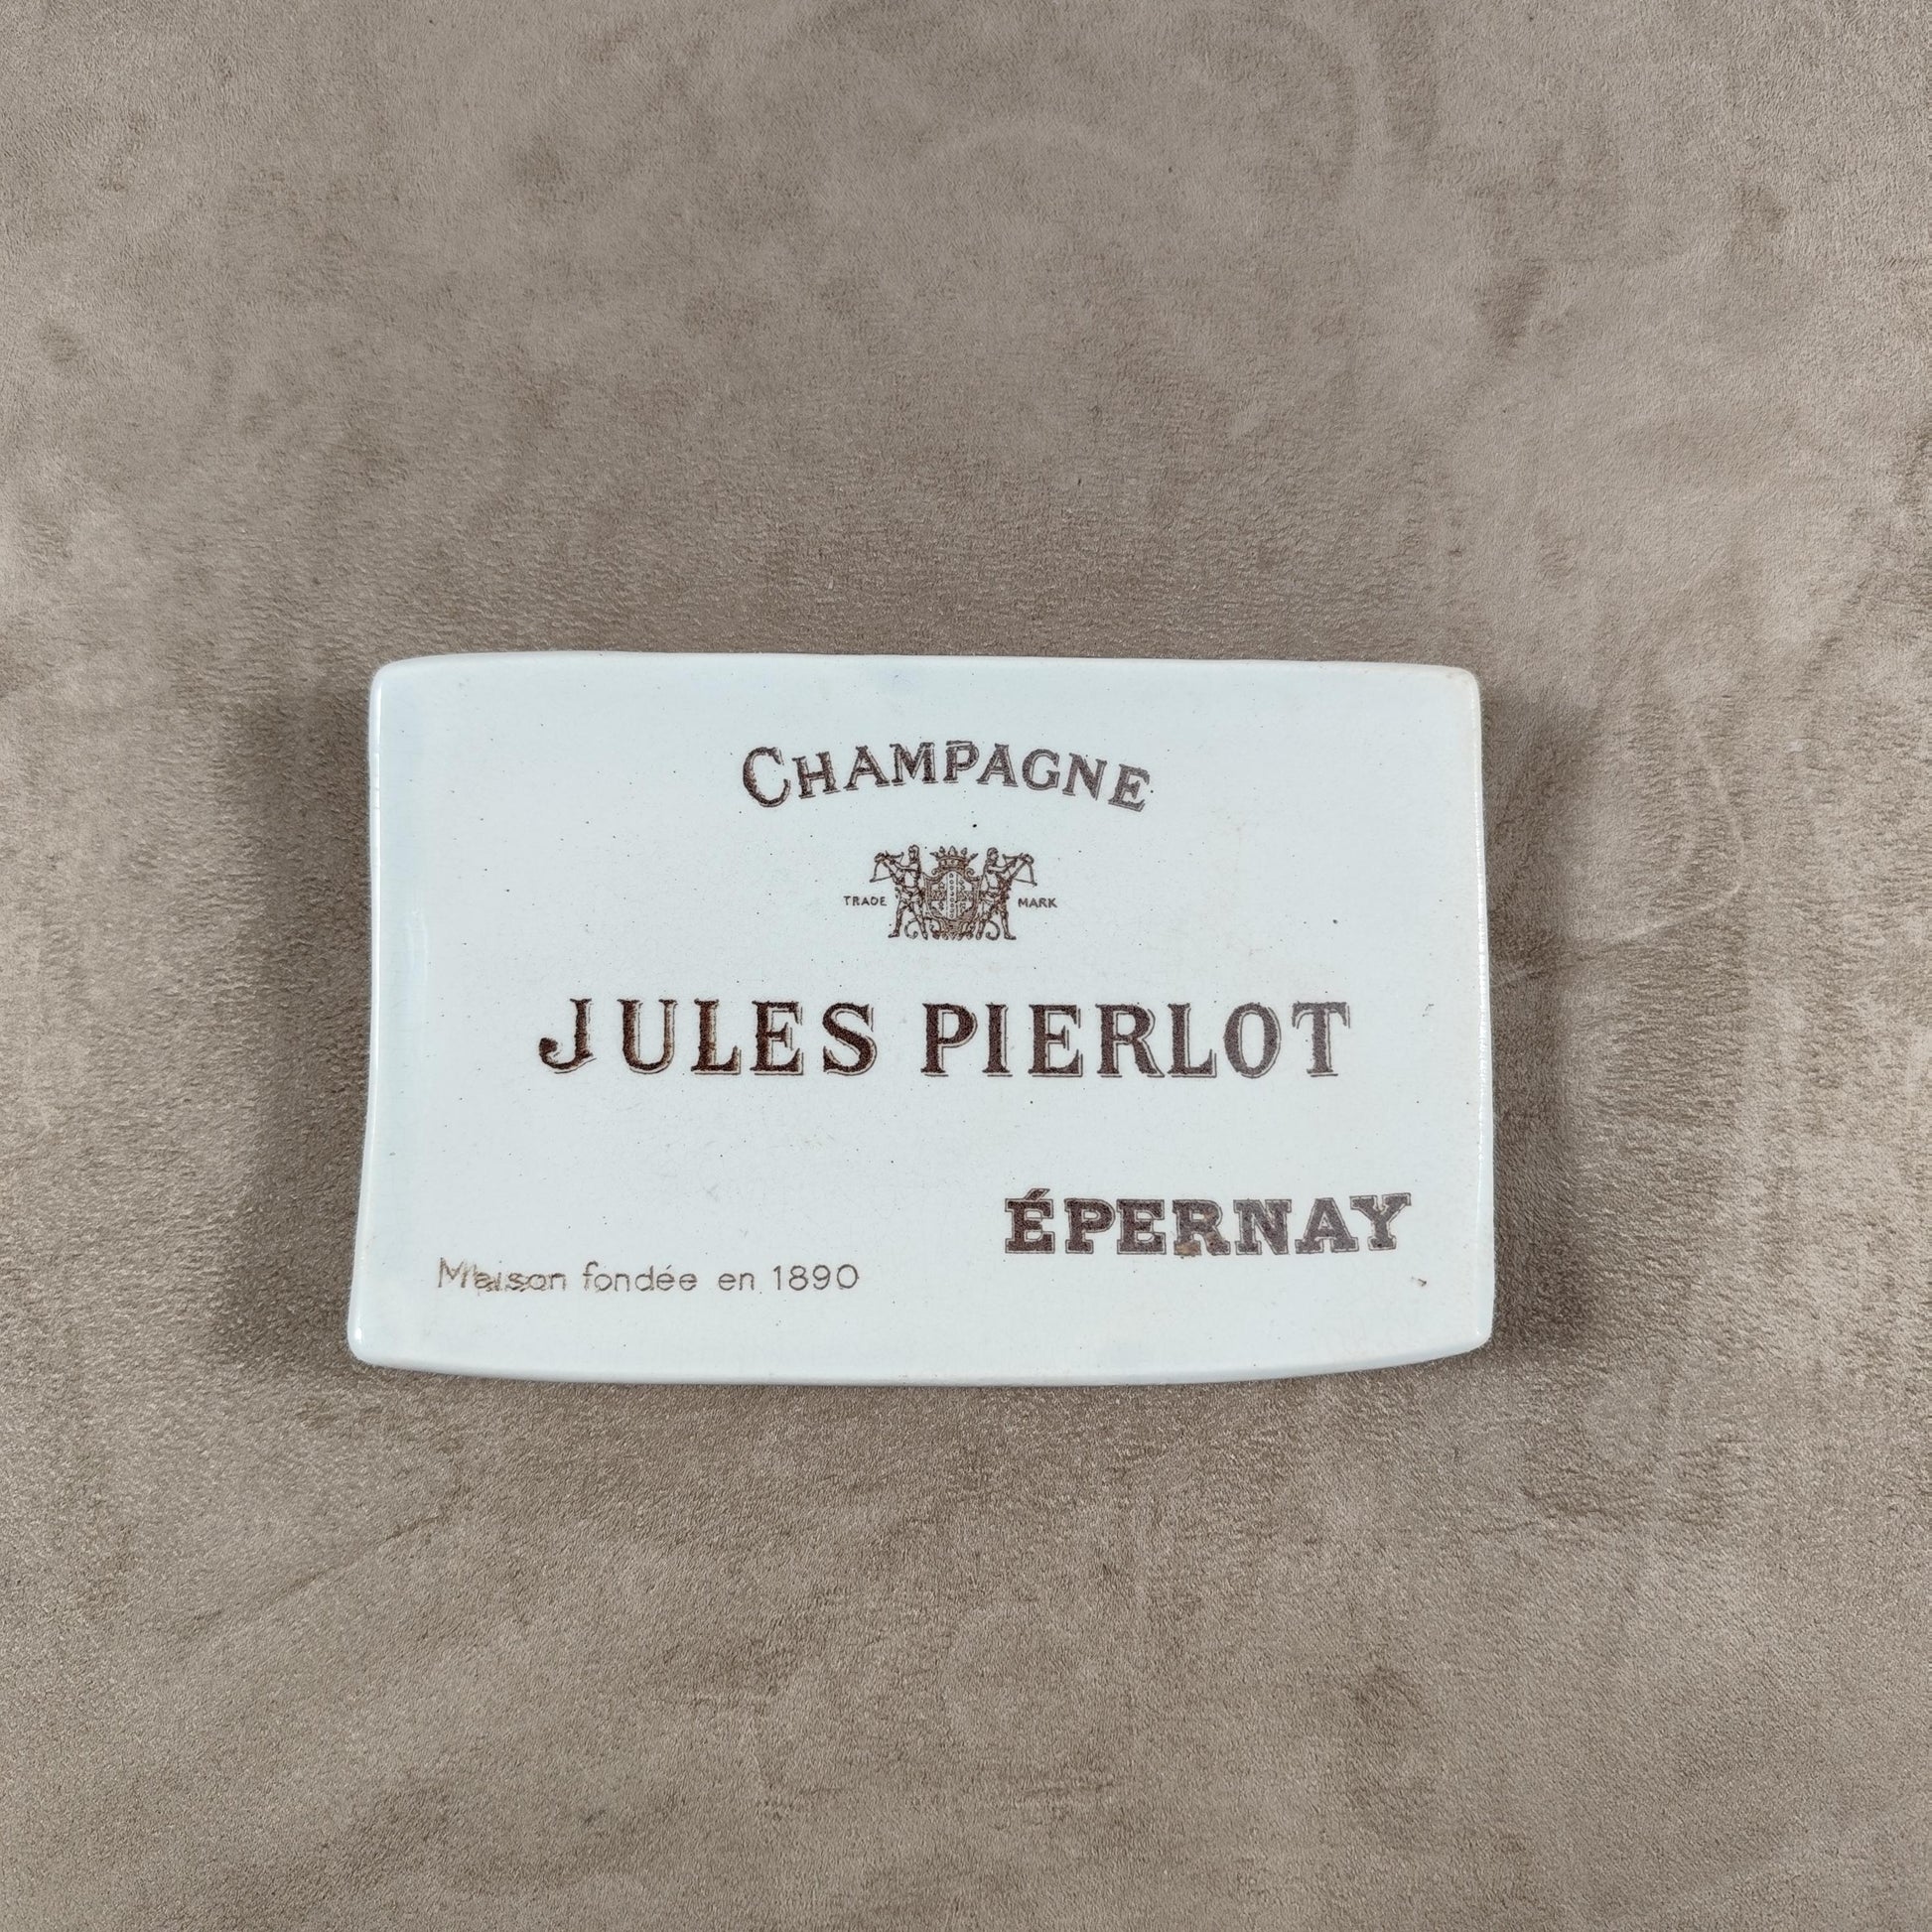 CHAMPAGNE
TRADE MARK
JULES PIERLOT
ÉPERNAY
Maison fondée en 1890